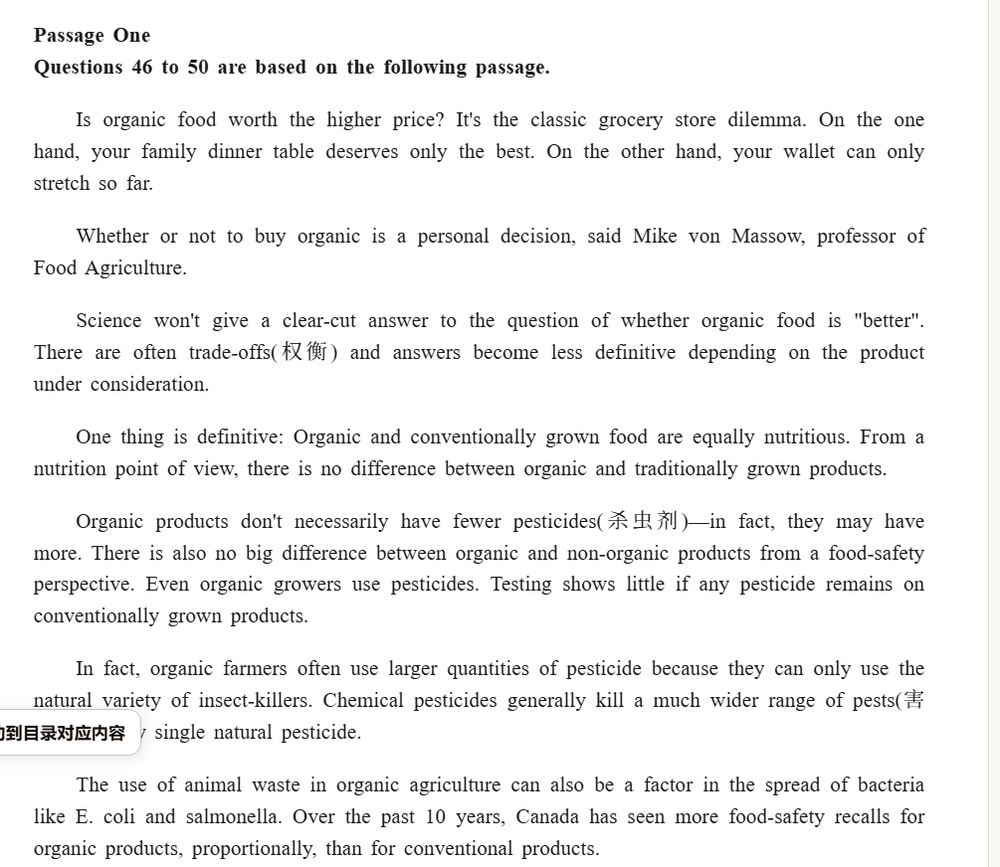 Passage One
Questions 46 to 50 are based on the following passage.
Is organic food worth the higher price? It's the classic grocery store dilemma. On the one
hand, your family dinner table deserves only the best. On the other hand, your wallet can only
stretch so far.
Whether or not to buy organic is a personal decision, said Mike von Massow, professor of
Food Agriculture.
Science won't give a clear-cut answer to the question of whether organic food is "better".
There are often trade-offs(权衡) and answers become less definitive depending on the product
under consideration.
One thing is definitive: Organic and conventionally grown food are equally nutritious. From a
nutrition point of view, there is no difference between organic and traditionally grown products.
Organic products don't necessarily have fewer pesticides(杀虫剂)—in fact, they may have
more. There is also no big difference between organic and non-organic products from a food-safety
perspective. Even organic growers use pesticides. Testing shows little if any pesticide remains on
conventionally grown products.
In fact, organic farmers often use larger quantities of pesticide because they can only use the
natural variety of insect-killers. Chemical pesticides generally kill a much wider range of pests(害
到目录对应内容 single natural pesticide.
The use of animal waste in organic agriculture can also be a factor in the spread of bacteria
like E. coli and salmonella. Over the past 10 years, Canada has seen more food-safety recalls for
organic products, proportionally, than for conventional products.